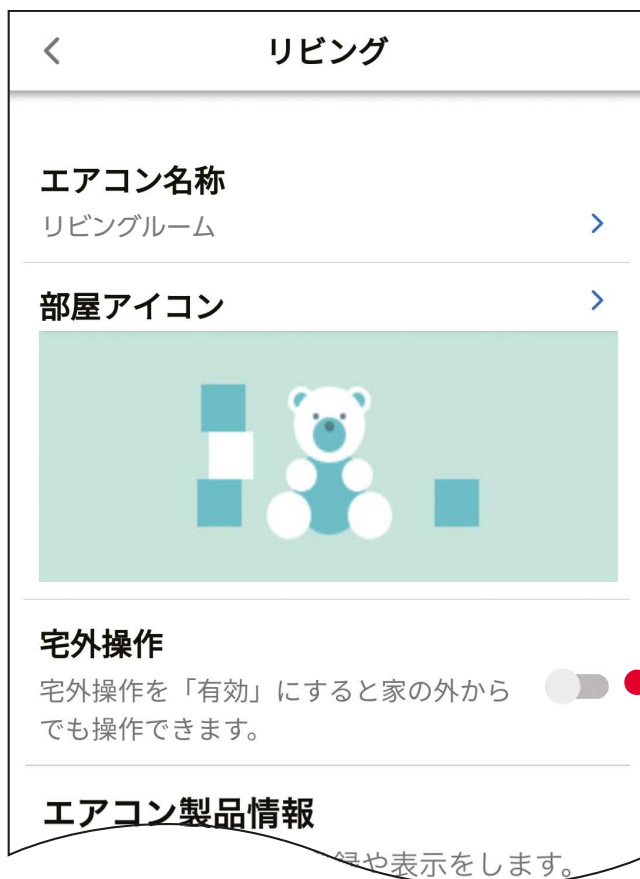 リビング
エアコン名称
リビングルーム
部屋アイコン
宅外操作
宅外操作を「有効」にすると家の外から
でも操作できます。
エアコン製品情報
や表示をします。